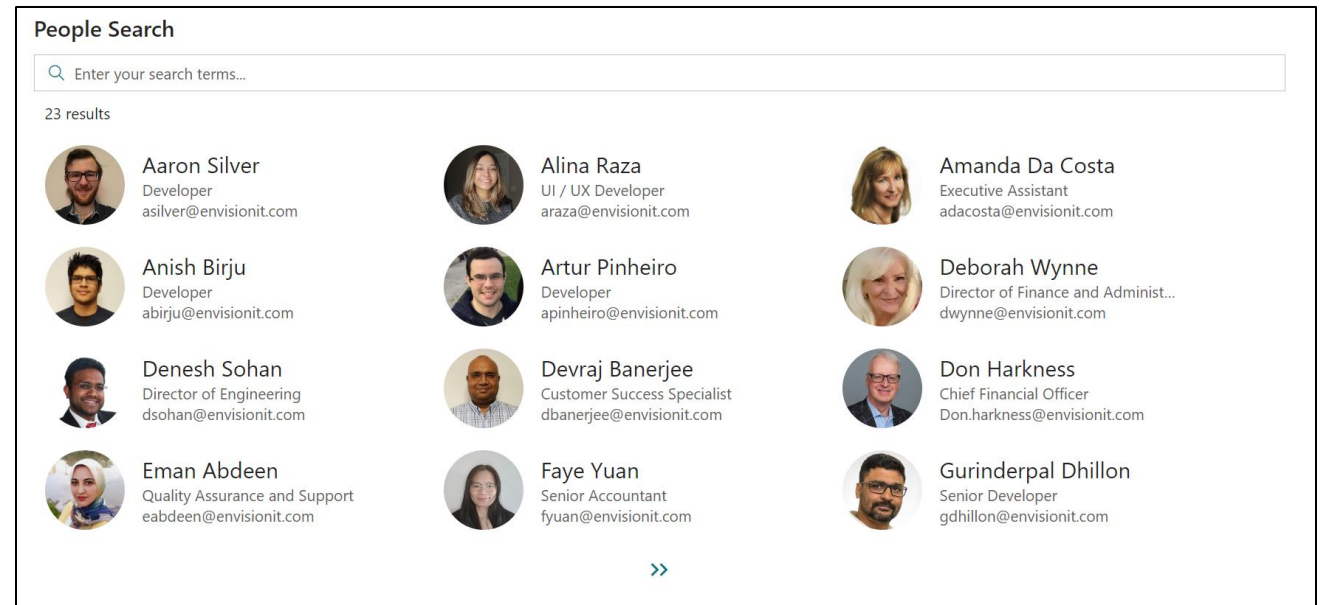 People Search
Enter your search terms...
23 results
Aaron Silver
Developer
asilver@envisionit.com
Alina Raza
UI / UX Developer
araza@envisionit.com
Amanda Da Costa
Executive Assistant
adacosta@envisionit.com
Anish Birju
Developer
abirju@envisionit.com
Artur Pinheiro
Developer
apinheiro@envisionit.com
Deborah Wynne
Director of Finance and Administ...
dwynne@envisionit.com
Denesh Sohan
Director of Engineering
dsohan@envisionit.com
Devraj Banerjee
Customer Success Specialist
dbanerjee@envisionit.com
Don Harkness
Chief Financial Officer
Don.harkness@envisionit.com
Eman Abdeen
Quality Assurance and Support
eabdeen@envisionit.com
Faye Yuan
Senior Accountant
fyuan@envisionit.com
Gurinderpal Dhillon
Senior Developer
gdhillon@envisionit.com